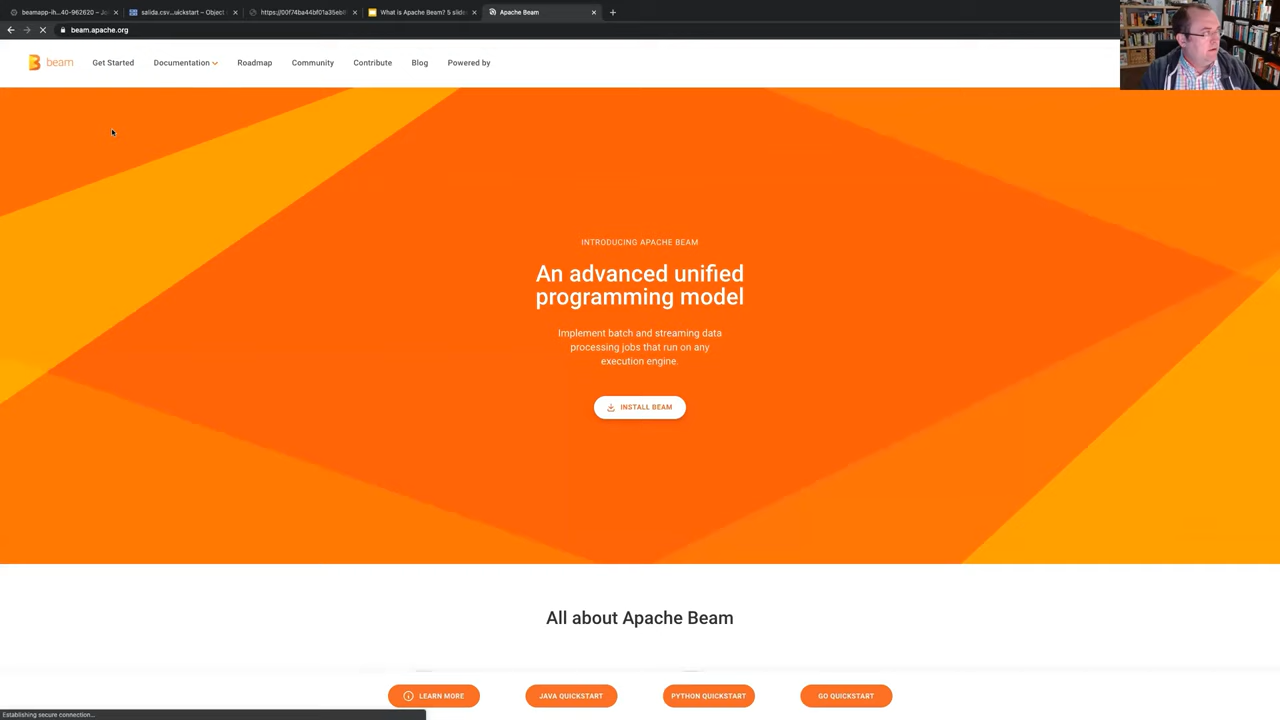 beamapp-ih...40-962620 – Jo
salida.csv...uickstart – Object
https://00f74ba44bf01a35eb8f
What is Apache Beam? 5 slide
Apache Beam
beam.apache.org
beam
Get Started
Documentation
Roadmap
Community
Contribute
Blog
Powered by
INTRODUCING APACHE BEAM
An advanced unified
programming model
Implement batch and streaming data
processing jobs that run on any
execution engine.
INSTALL BEAM
All about Apache Beam
LEARN MORE
JAVA QUICKSTART
PYTHON QUICKSTART
GO QUICKSTART
Establishing secure connection...